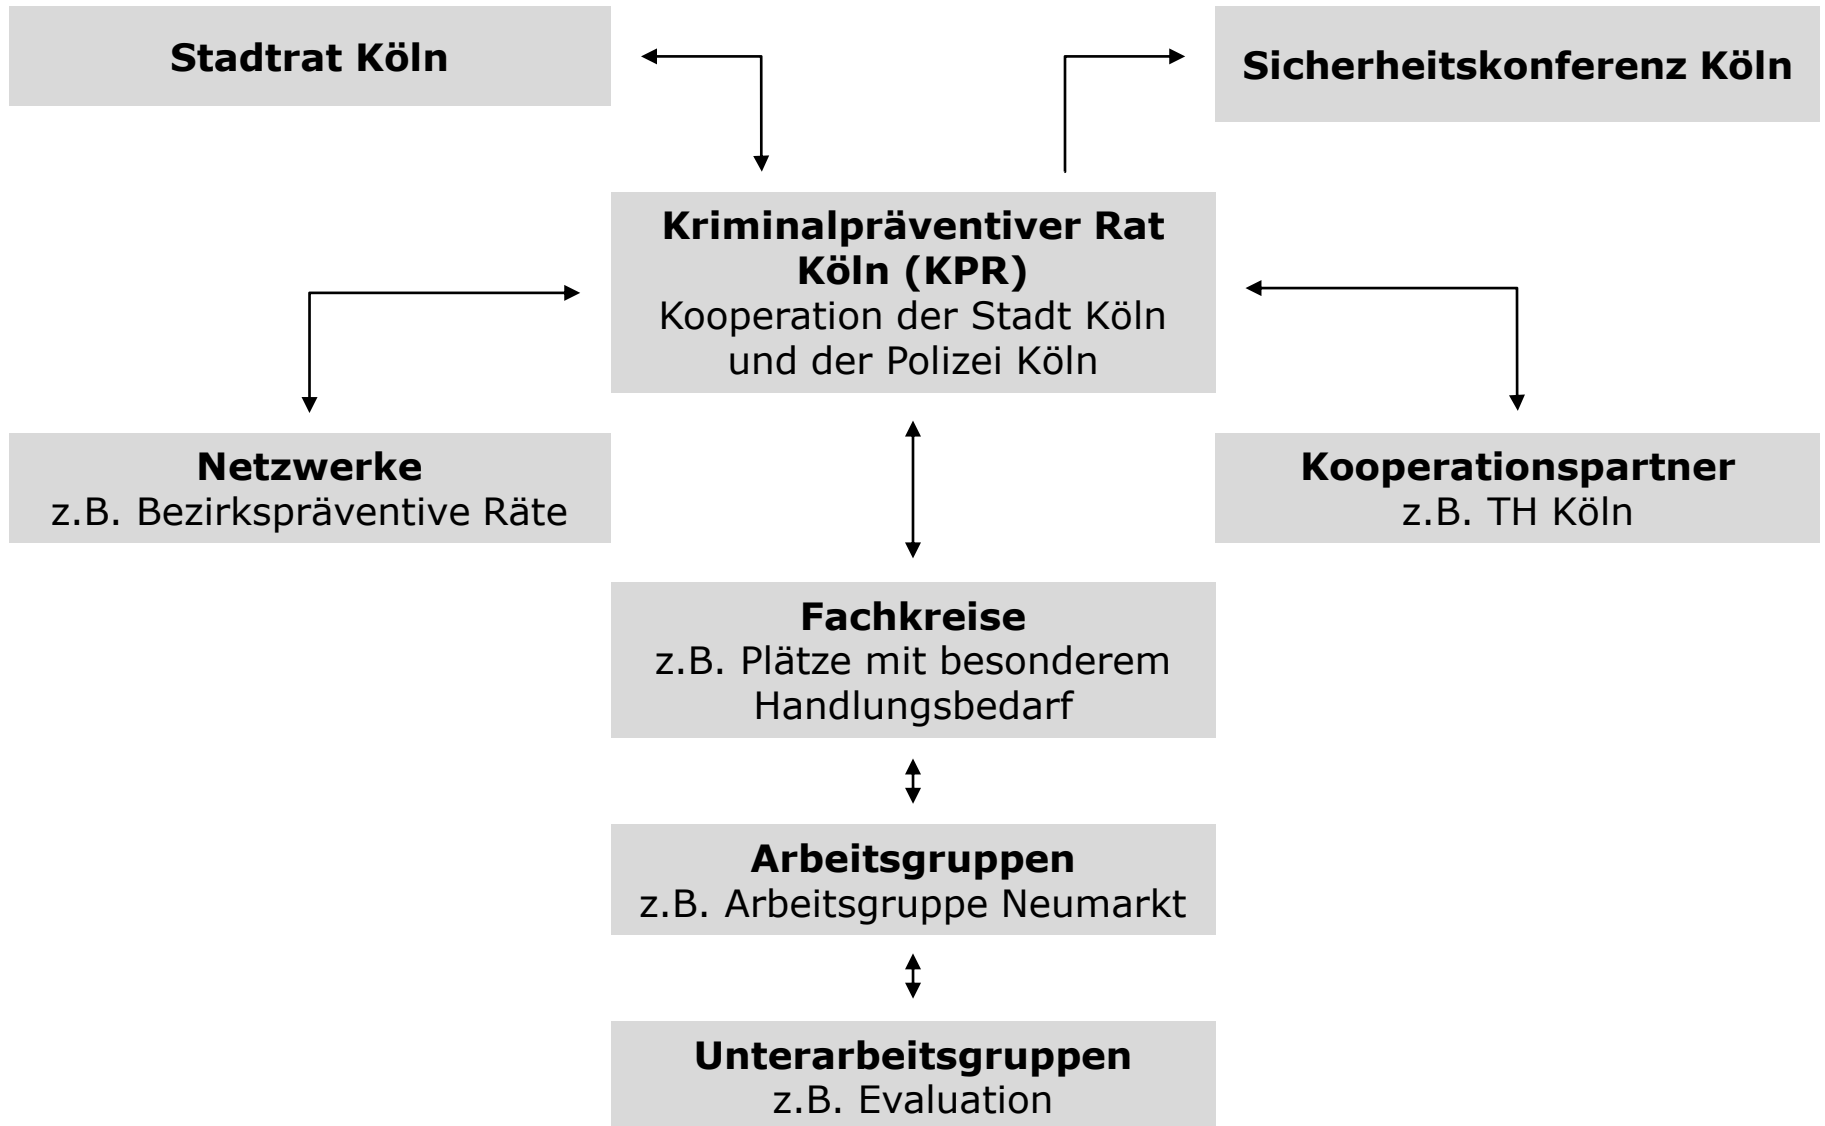 Stadtrat Köln
Sicherheitskonferenz Köln
Kriminalpräventiver Rat
Köln (KPR)
Kooperation der Stadt Köln
und der Polizei Köln
Netzwerke
z.B. Bezirkspräventive Räte
Kooperationspartner
z.B. TH Köln
Fachkreise
z.B. Plätze mit besonderem
Handlungsbedarf
Arbeitsgruppen
z.B. Arbeitsgruppe Neumarkt
Unterarbeitsgruppen
z.B. Evaluation